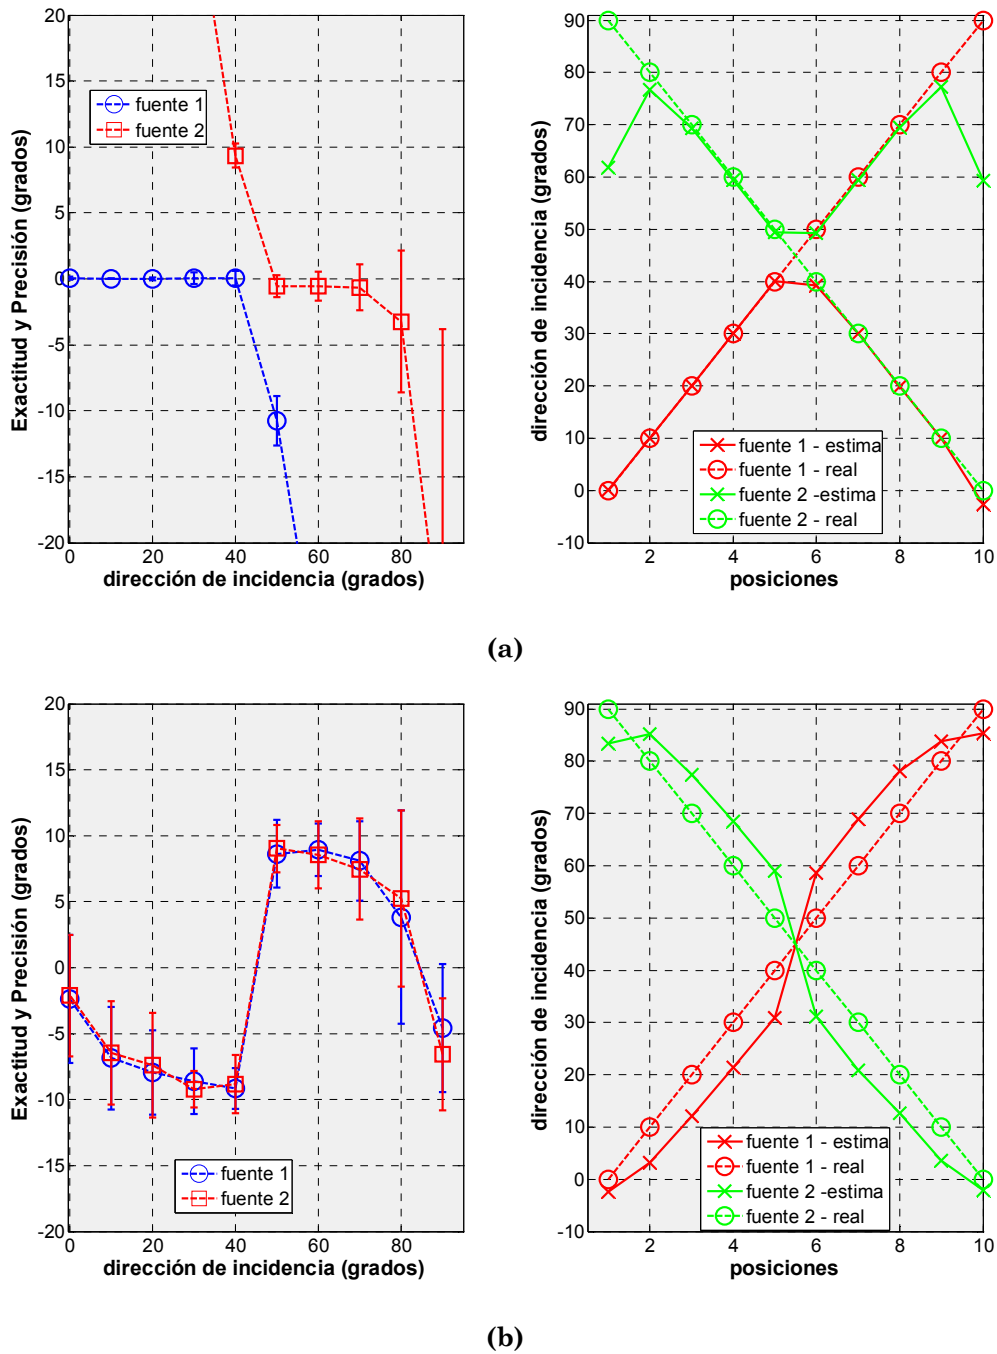 20
15
10
5
0
-5
-10
-15
-20
0 20 40 60 80
Exactitud y Precisión (grados)
dirección de incidencia (grados)
fuente 1
fuente 2
90
80
70
60
50
40
30
20
10
0
-10
2 4 6 8 10
dirección de incidencia (grados)
posiciones
fuente 1 - estima
fuente 1 - real
fuente 2 -estima
fuente 2 - real
(a)
20
15
10
5
0
-5
-10
-15
-20
0 20 40 60 80
Exactitud y Precisión (grados)
dirección de incidencia (grados)
fuente 1
fuente 2
90
80
70
60
50
40
30
20
10
0
-10
2 4 6 8 10
dirección de incidencia (grados)
posiciones
fuente 1 - estima
fuente 1 - real
fuente 2 -estima
fuente 2 - real
(b)